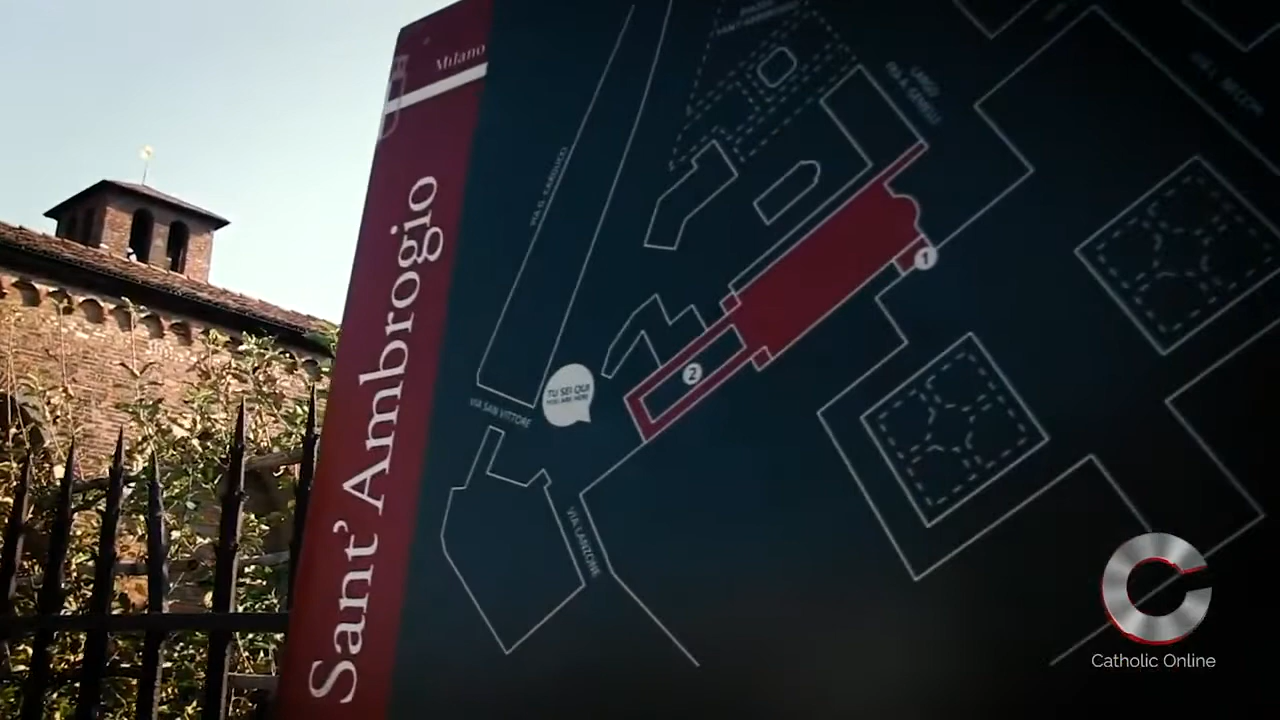 Milano
Sant'Ambrogio
VIA G. CARDUCCI
VIA SAN VITTORE
TU SEI QUI
YOU ARE HERE
VIA LANZONE
1
2
LARGO
Catholic Online